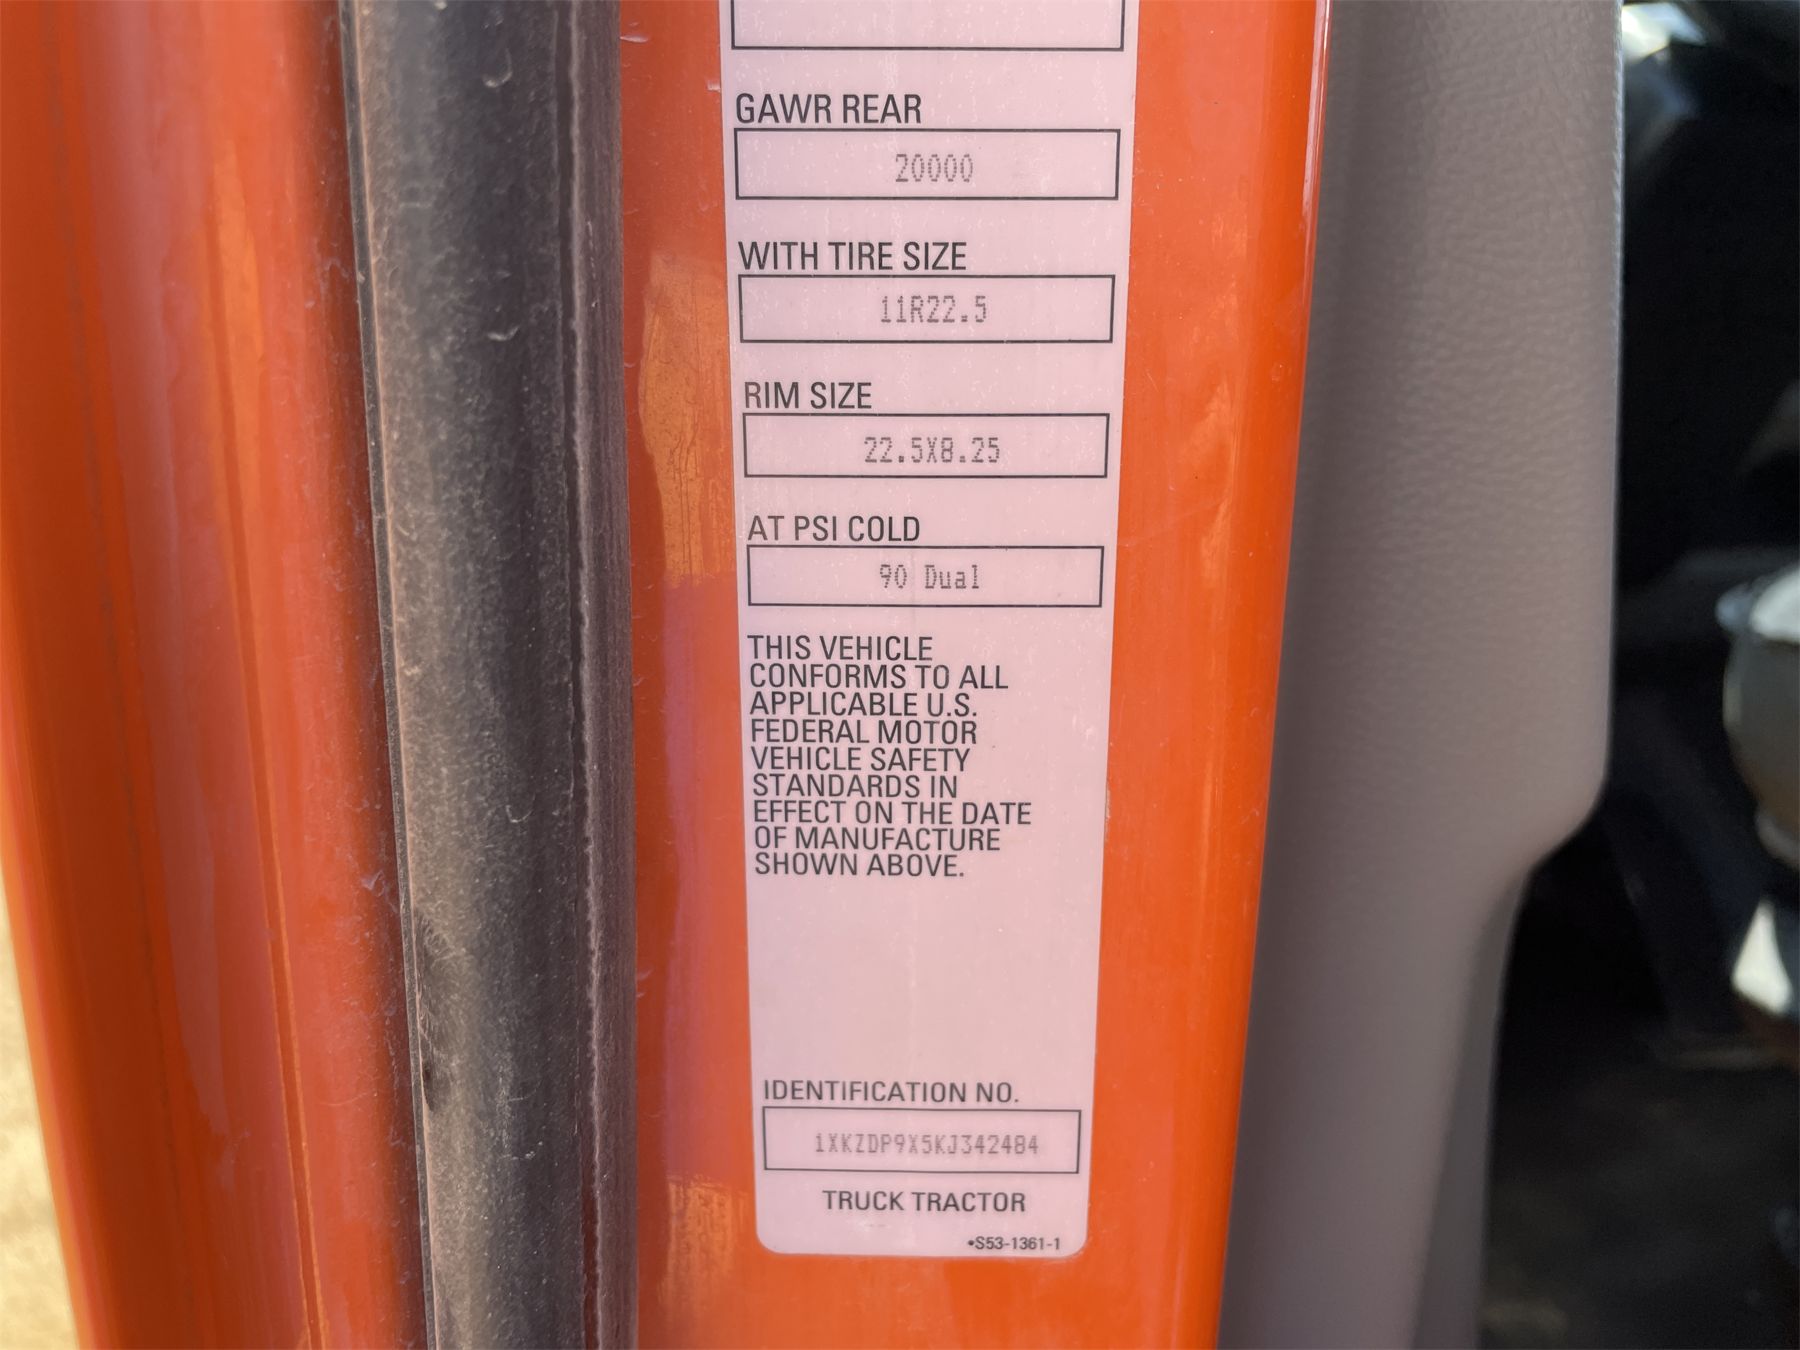 GAWR REAR
20000
WITH TIRE SIZE
11R22.5
RIM SIZE
22.5X8.25
AT PSI COLD
90 Dual
THIS VEHICLE
CONFORMS TO ALL
APPLICABLE U.S.
FEDERAL MOTOR
VEHICLE SAFETY
STANDARDS IN
EFFECT ON THE DATE
OF MANUFACTURE
SHOWN ABOVE.
IDENTIFICATION NO.
1XKZDP9X5KJ342484
TRUCK TRACTOR
•S53-1361-1